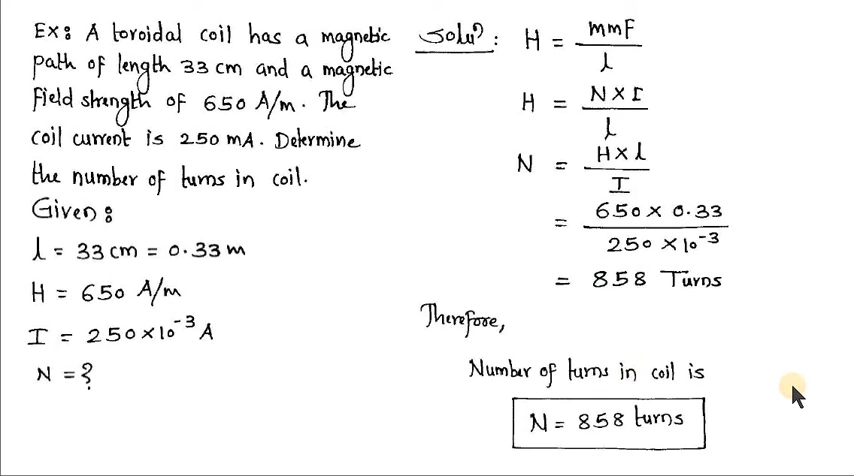 Ex: A toroidal coil has a magnetic
path of length 33 cm and a magnetic
field strength of 650 A/m. The
coil current is 250 mA. Determine
the number of turns in coil.
Given:
l = 33 cm = 0.33 m
H = 650 A/m
I = 250×10⁻³ A
N = ?
Solu?: H = mmF / l
H = N×I / l
N = H×l / I
= 650 × 0.33 / 250 ×10⁻³
= 858 Turns
Therefore,
Number of turns in coil is
N = 858 turns